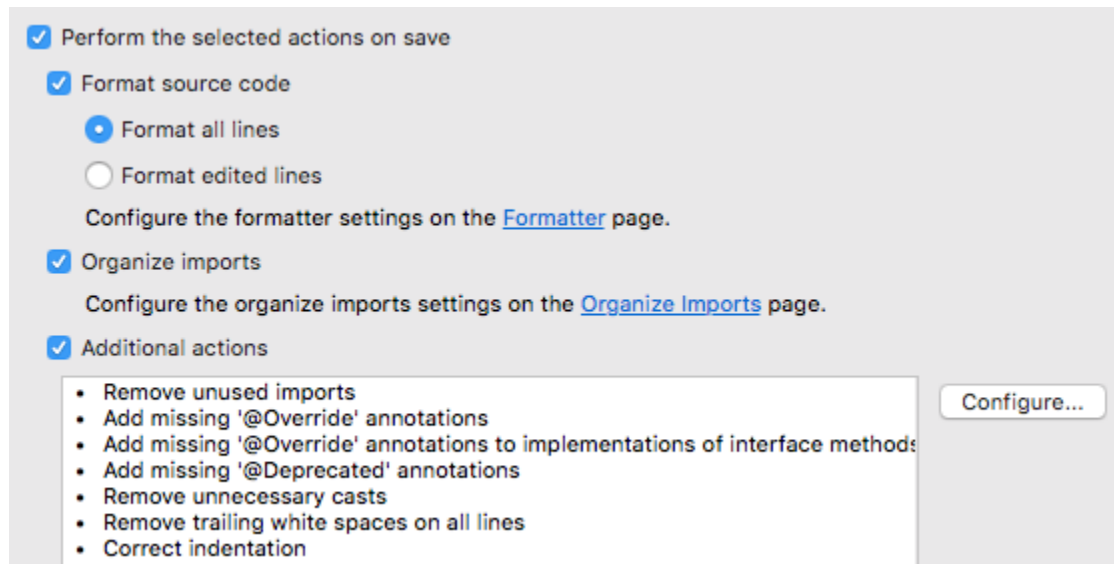 Perform the selected actions on save
Format source code
Format all lines
Format edited lines
Configure the formatter settings on the Formatter page.
Organize imports
Configure the organize imports settings on the Organize Imports page.
Additional actions
• Remove unused imports
• Add missing '@Override' annotations
• Add missing '@Override' annotations to implementations of interface methods
• Add missing '@Deprecated' annotations
• Remove unnecessary casts
• Remove trailing white spaces on all lines
• Correct indentation
Configure...